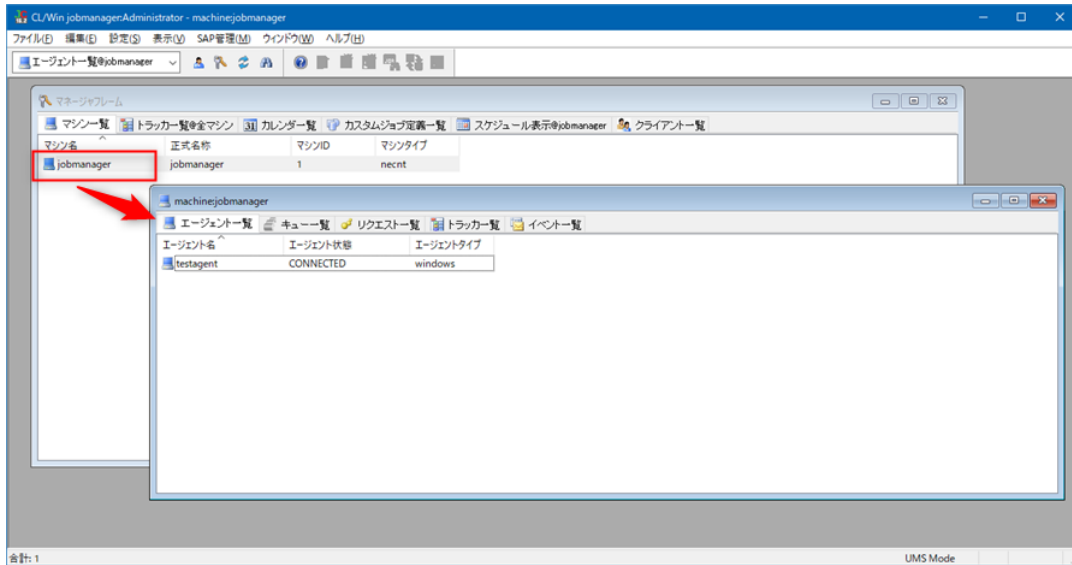 CL/Win jobmanager:Administrator - machine:jobmanager
ファイル(F) 編集(E) 設定(S) 表示(V) SAP管理(M) ウィンドウ(W) ヘルプ(H)
エージェント一覧@jobmanager
マネージャフレーム
マシン一覧 トラッカ一覧@全マシン 31 カレンダ一覧 カスタムジョブ定義一覧 スケジュール表示@jobmanager クライアント一覧
マシン名 正式名称 マシンID マシンタイプ
jobmanager jobmanager 1 necnt
machine:jobmanager
エージェント一覧 キュー一覧 リクエスト一覧 トラッカ一覧 イベント一覧
エージェント名 エージェント状態 エージェントタイプ
testagent CONNECTED windows
合計: 1 UMS Mode